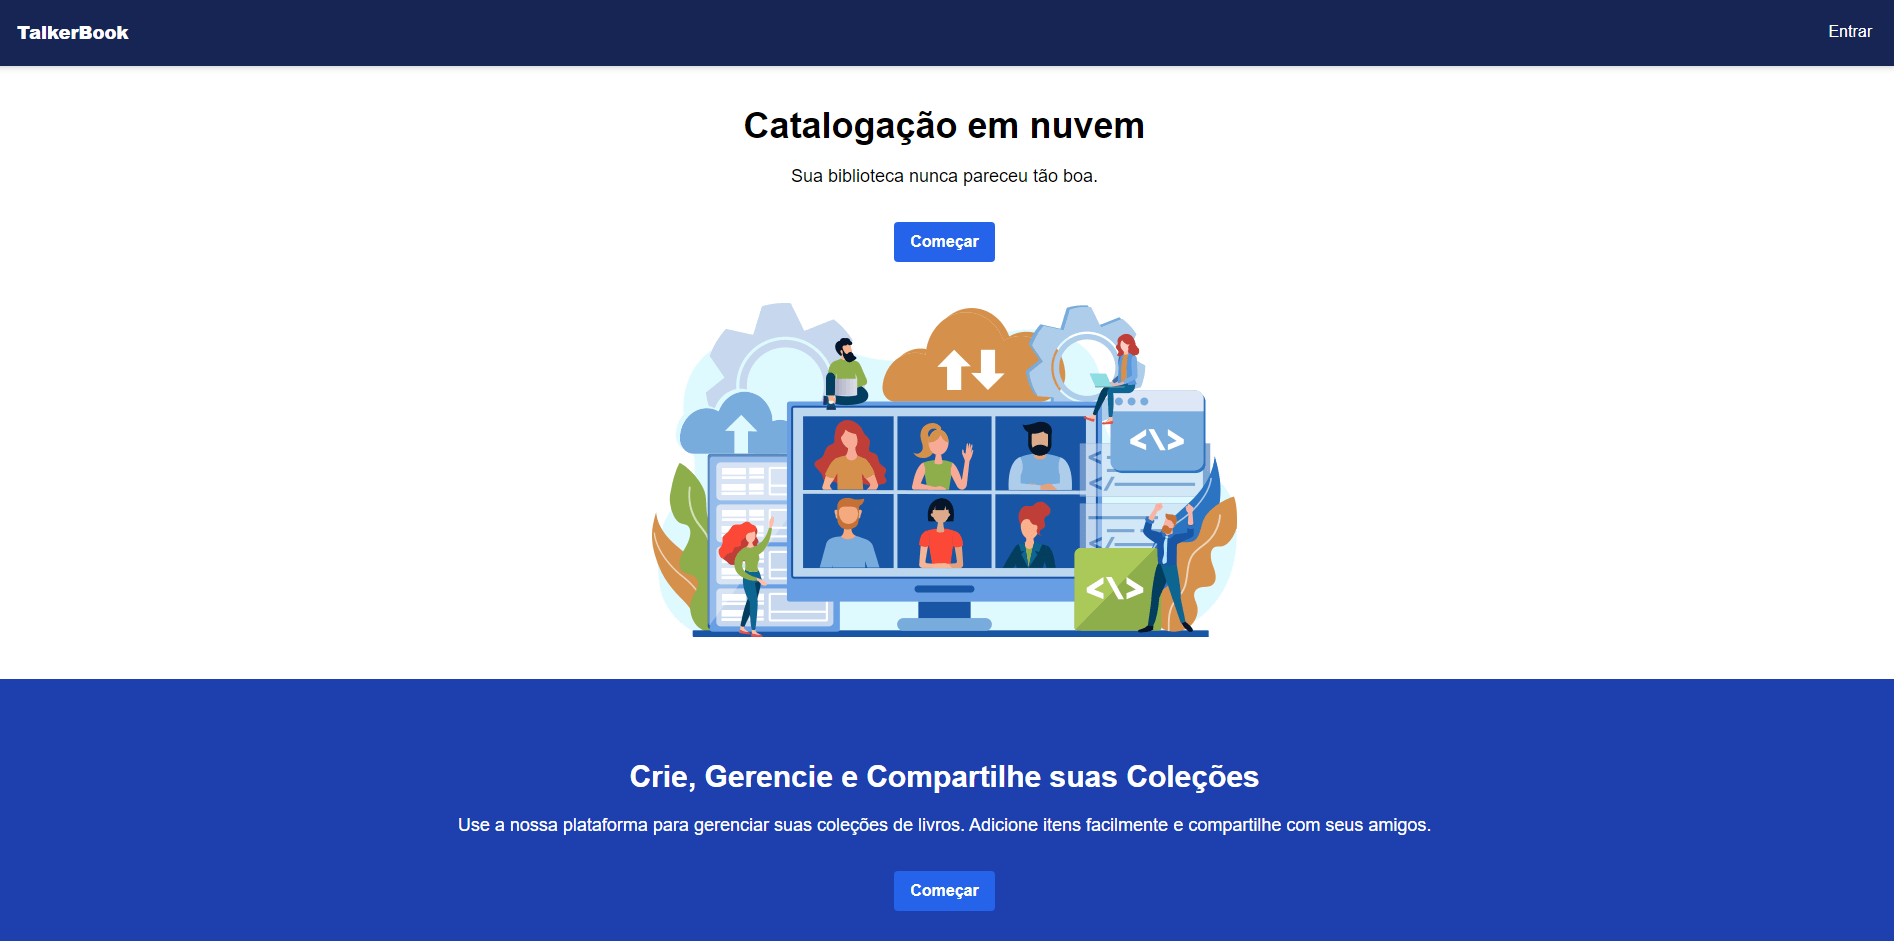 TalkerBook
Entrar
Catalogação em nuvem
Sua biblioteca nunca pareceu tão boa.
Começar
<\>
</
<\>
Crie, Gerencie e Compartilhe suas Coleções
Use a nossa plataforma para gerenciar suas coleções de livros. Adicione itens facilmente e compartilhe com seus amigos.
Começar